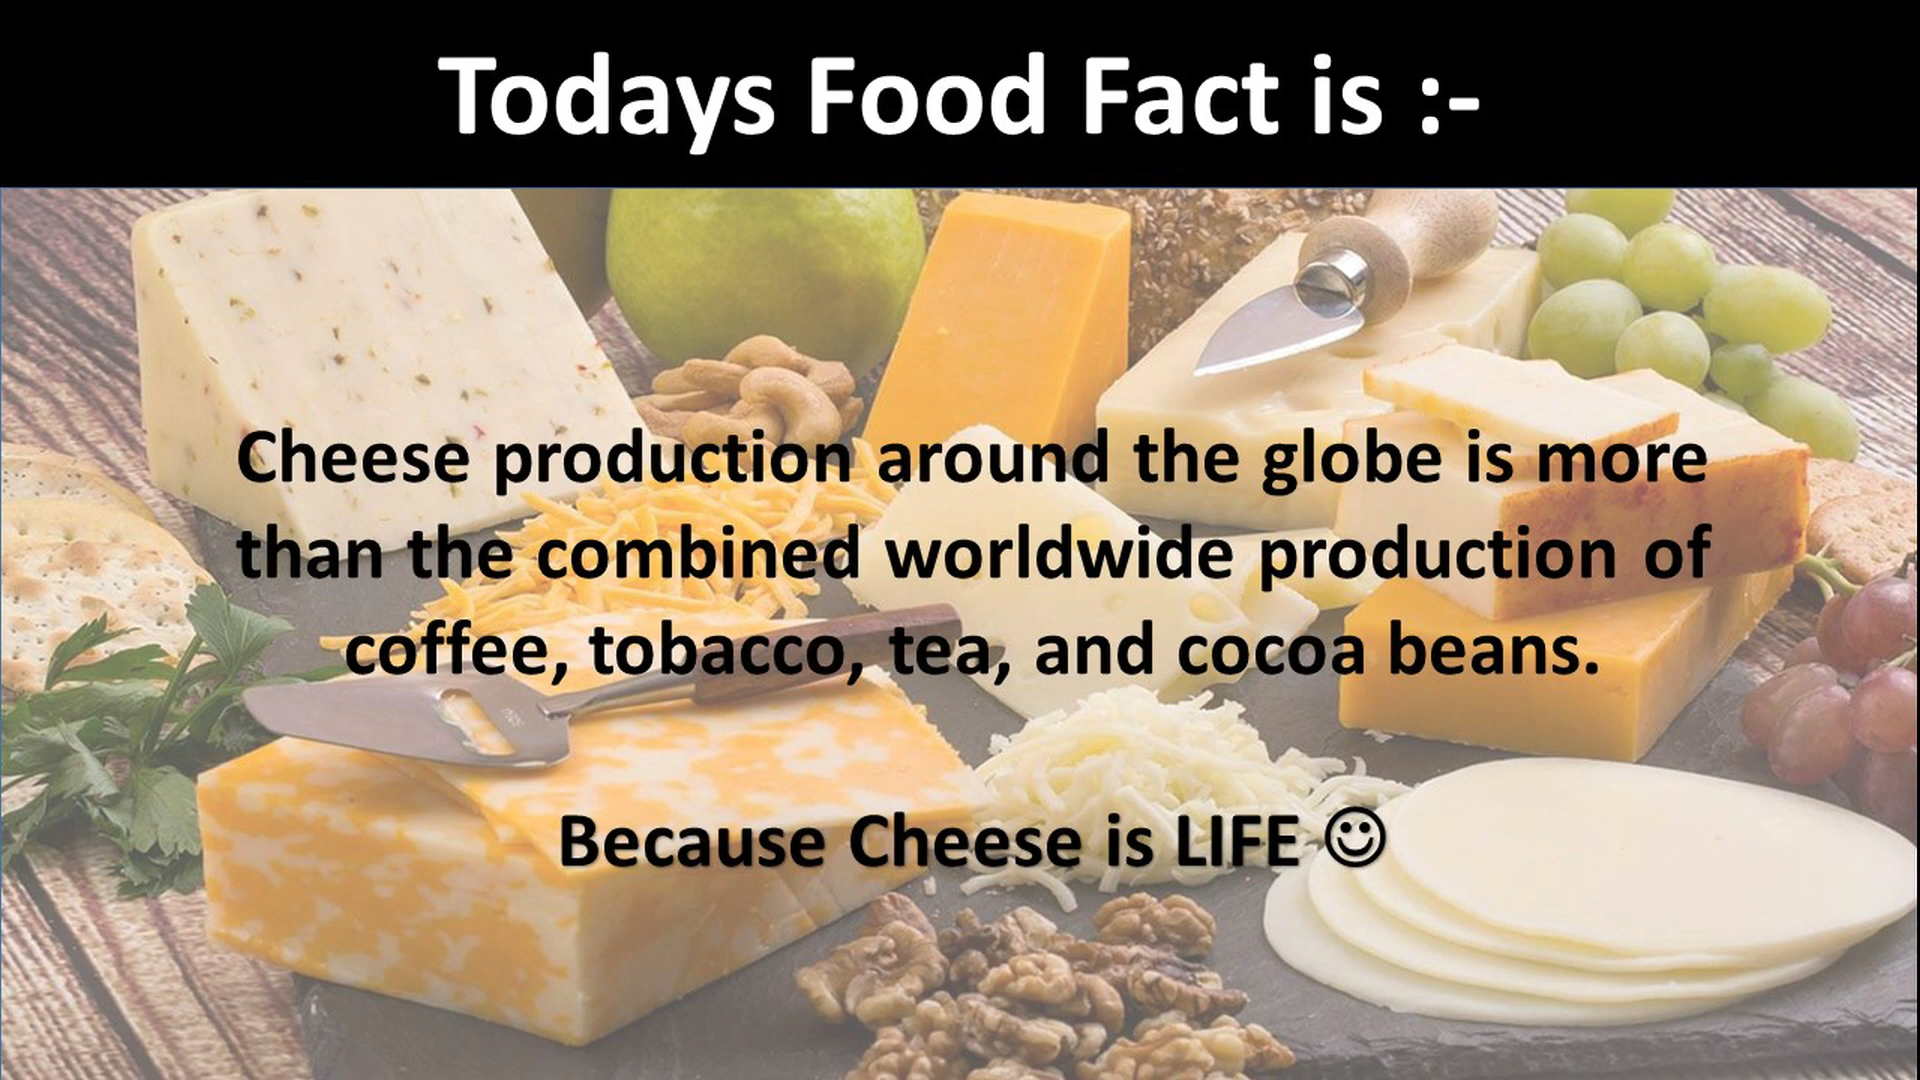 Todays Food Fact is :-
Cheese production around the globe is more
than the combined worldwide production of
coffee, tobacco, tea, and cocoa beans.
Because Cheese is LIFE ☺